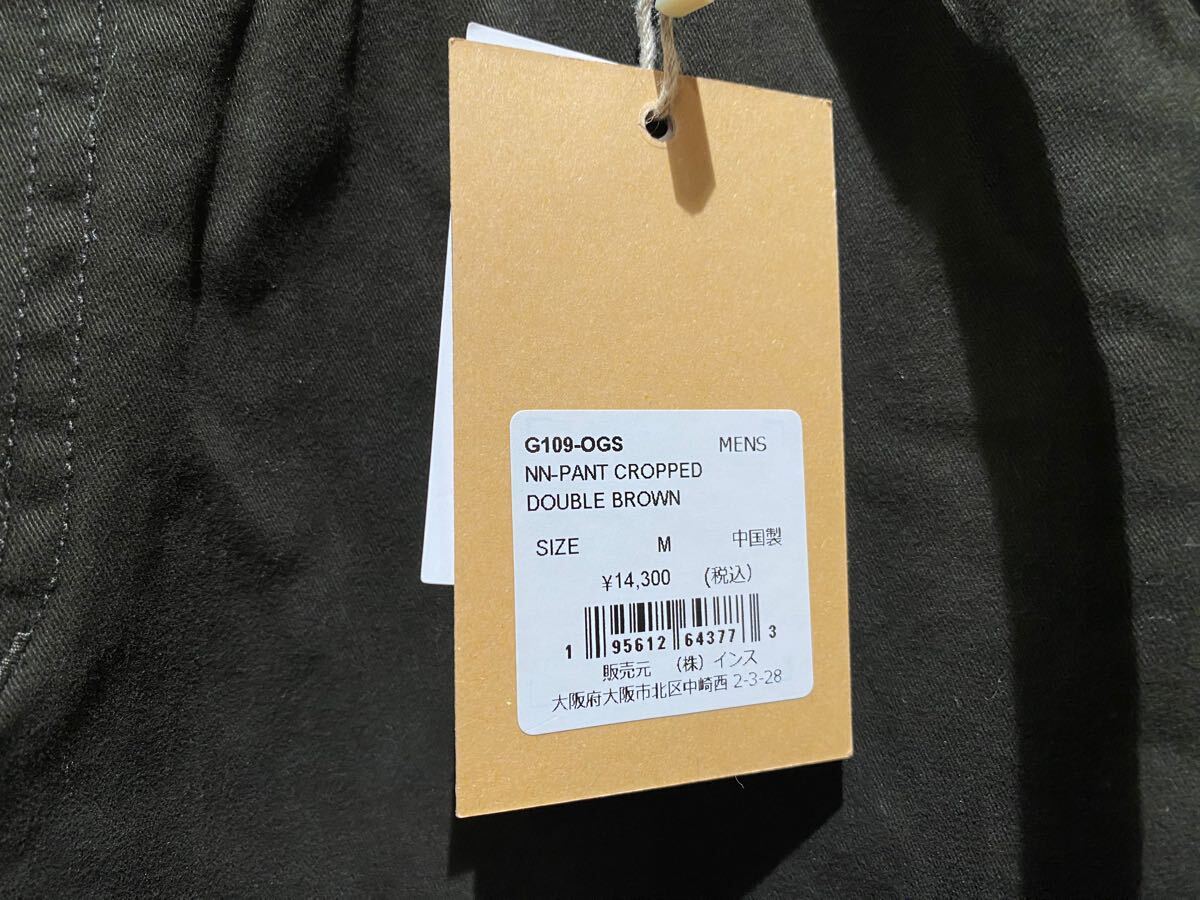 G109-OGS MENS
NN-PANT CROPPED
DOUBLE BROWN
SIZE M 中国製
¥14,300 (税込)
1 95612 64377 3
販売元 (株) インス
大阪府大阪市北区中崎西 2-3-28